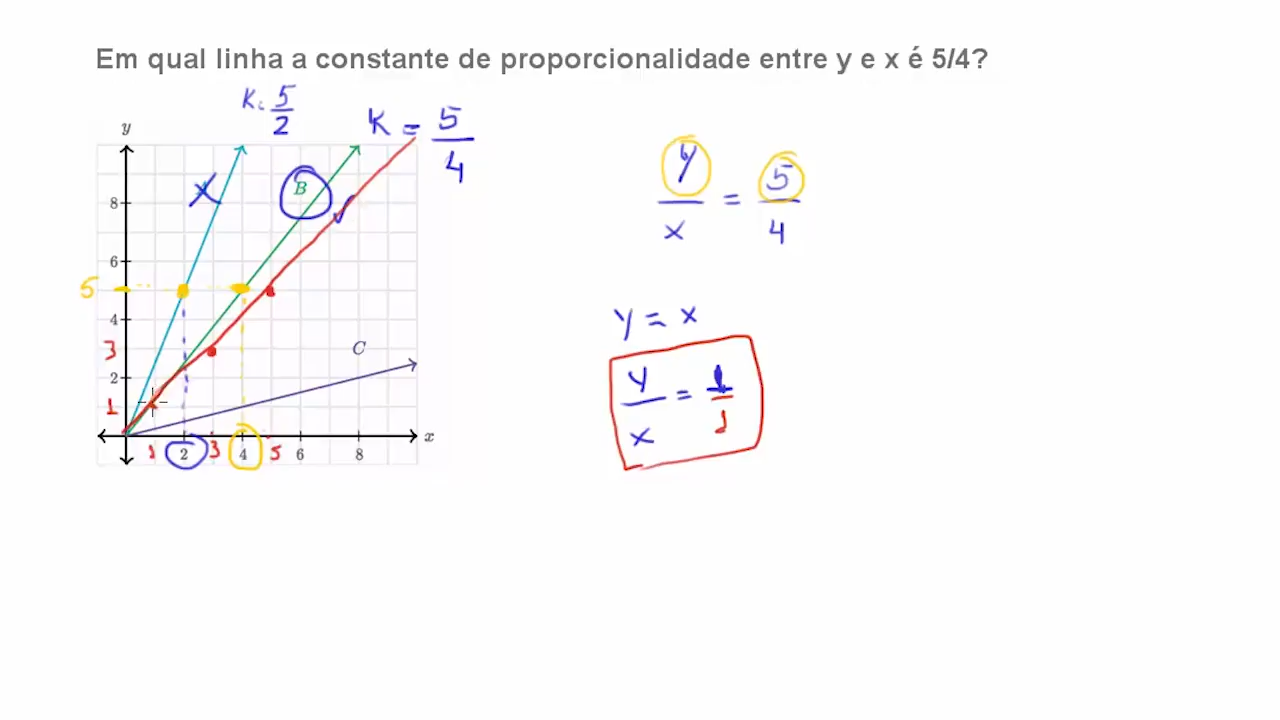 Em qual linha a constante de proporcionalidade entre y e x é 5/4?
K: 5/2
K = 5/4
y
B
8
6
5
4
3
C
2
1
x
1 2 3 4 5 6 8
y/x = 5/4
y = x
y/x = 1/1